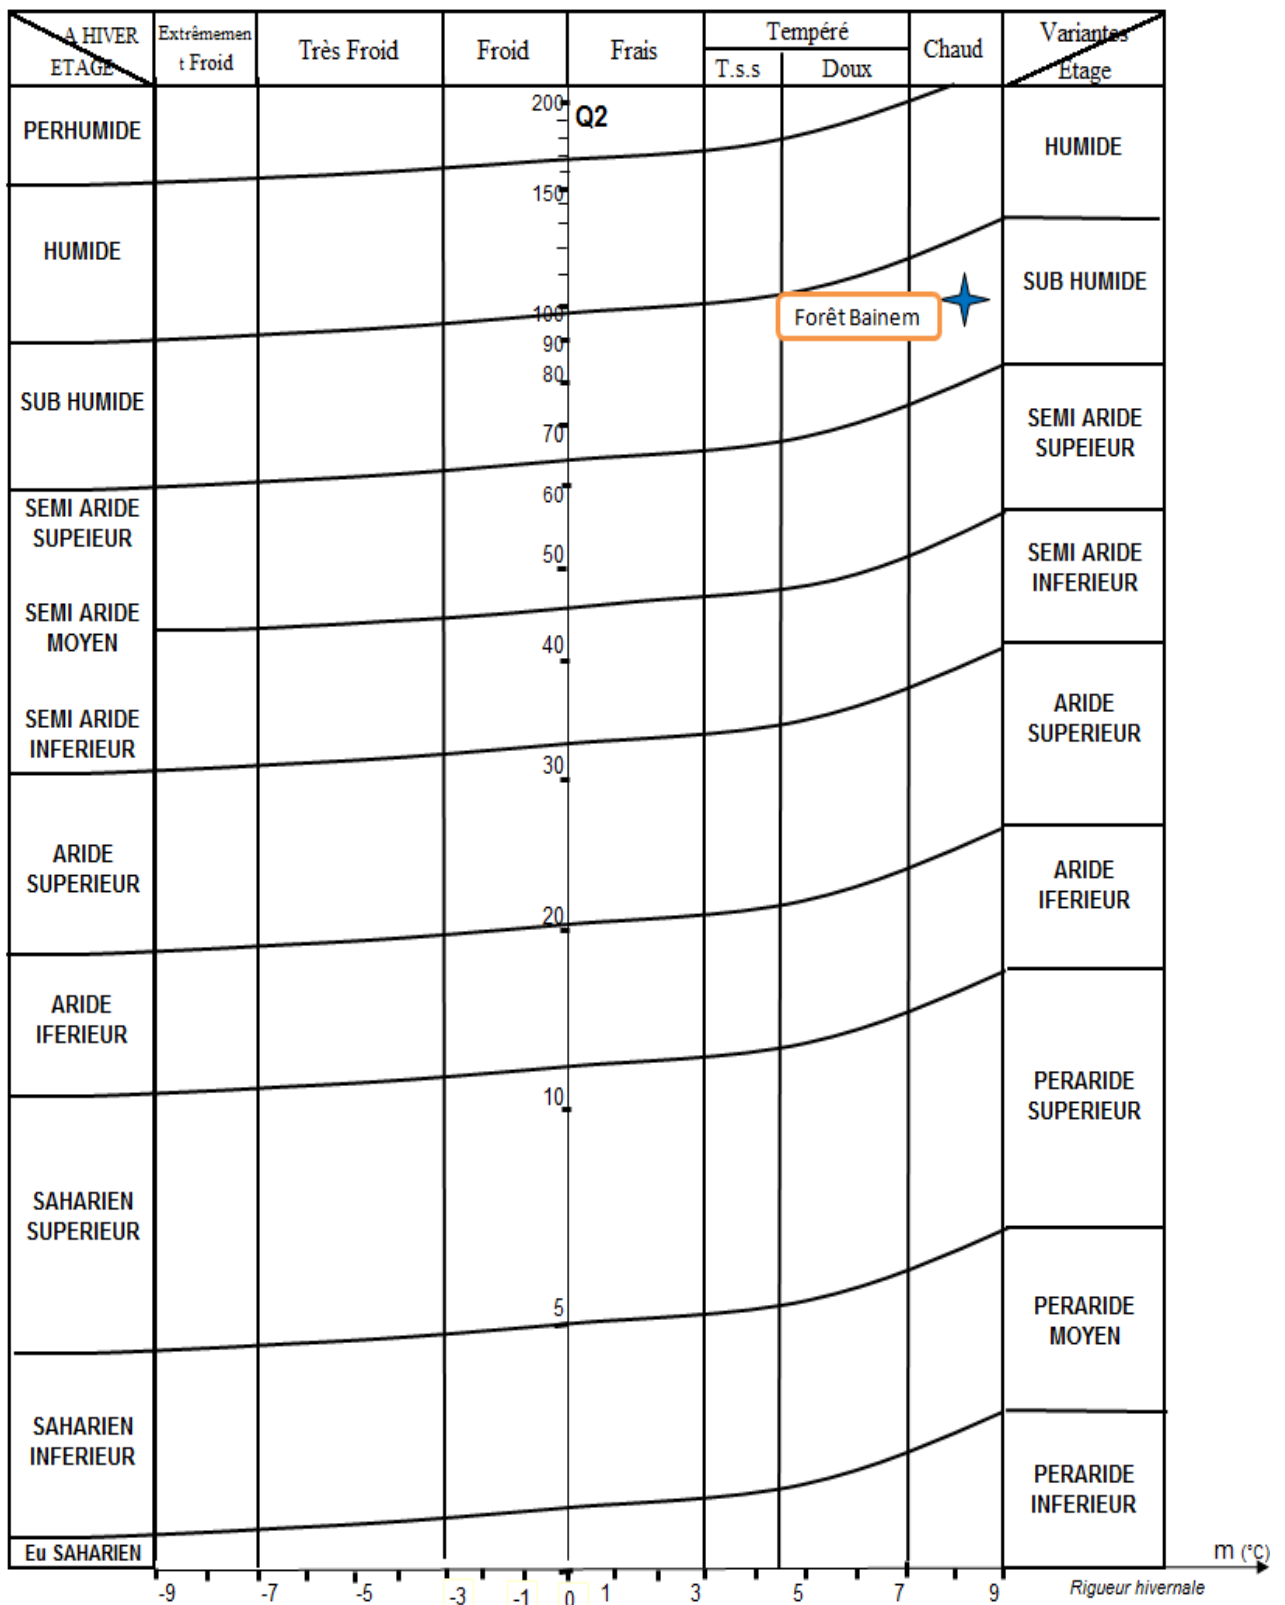 A HIVER
ETAGE
Extrêmemen
t Froid
Très Froid
Froid
Frais
Tempéré
T.s.s
Doux
Chaud
Variantes
Etage
PERHUMIDE
HUMIDE
SUB HUMIDE
SEMI ARIDE
SUPEIEUR
SEMI ARIDE
MOYEN
SEMI ARIDE
INFERIEUR
ARIDE
SUPERIEUR
ARIDE
IFERIEUR
SAHARIEN
SUPERIEUR
SAHARIEN
INFERIEUR
Eu SAHARIEN
Q2
200
150
100
90
80
70
60
50
40
30
20
10
5
Forêt Bainem
HUMIDE
SUB HUMIDE
SEMI ARIDE
SUPEIEUR
SEMI ARIDE
INFERIEUR
ARIDE
SUPERIEUR
ARIDE
IFERIEUR
PERARIDE
SUPERIEUR
PERARIDE
MOYEN
PERARIDE
INFERIEUR
m (°C)
-9 -7 -5 -3 -1 0 1 3 5 7 9
Rigueur hivernale